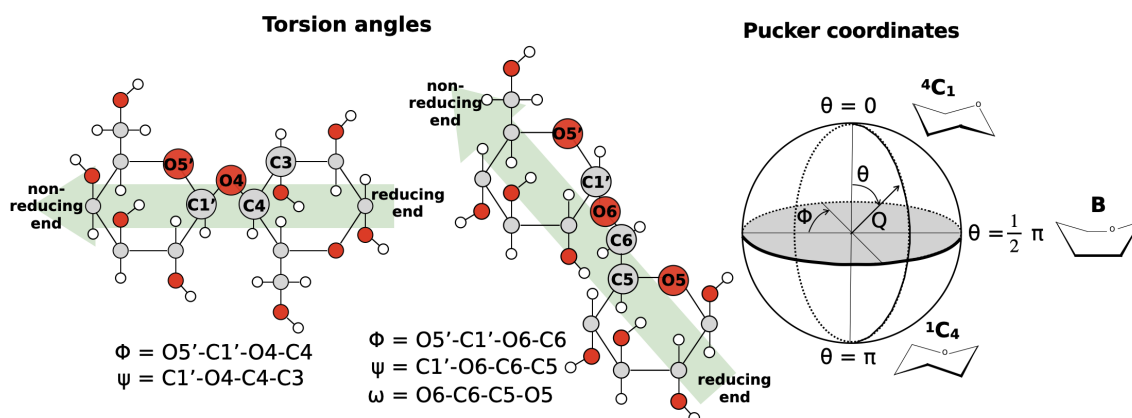 Torsion angles
non-
reducing
end
O5'
O4
C3
C1'
C4
reducing
end
Φ = O5'-C1'-O4-C4
ψ = C1'-O4-C4-C3
non-
reducing
end
O5'
C1'
O6
C6
C5
O5
reducing
end
Φ = O5'-C1'-O6-C6
ψ = C1'-O6-C6-C5
ω = O6-C6-C5-O5
Pucker coordinates
θ = 0
⁴C₁
O
θ
Φ
Q
θ = 1/2 π
B
O
θ = π
¹C₄
O